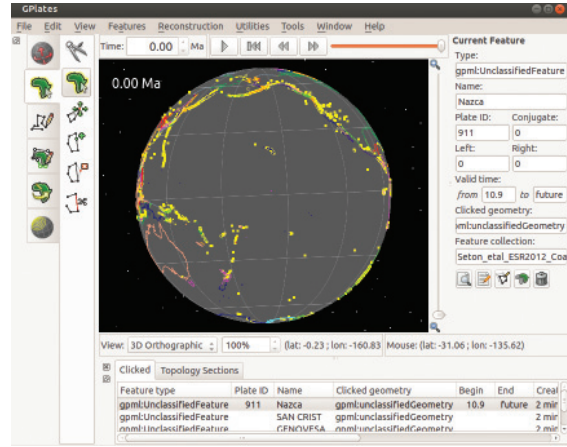 GPlates
File Edit View Features Reconstruction Utilities Tools Window Help
Time: 0.00 Ma
0.00 Ma
Current Feature
Type:
gpml:UnclassifiedFeature
Name:
Nazca
Plate ID: Conjugate:
911 0
Left: Right:
0 0
Valid time:
from 10.9 to future
Clicked geometry:
ml:unclassifiedGeometry
Feature collection:
Seton_etal_ESR2012_Coa
View: 3D Orthographic 100% (lat: -0.23 ; lon: -160.83 Mouse: (lat: -31.06 ; lon: -135.62)
Clicked Topology Sections
Feature type Plate ID Name Clicked geometry Begin End Creat
gpml:UnclassifiedFeature 911 Nazca gpml:unclassifiedGeometry 10.9 future 2 min
gpml:UnclassifiedFeature SAN CRIST gpml:unclassifiedGeometry 2 min
gpml:UnclassifiedFeature GENOVESA gpml:unclassifiedGeometry 2 min